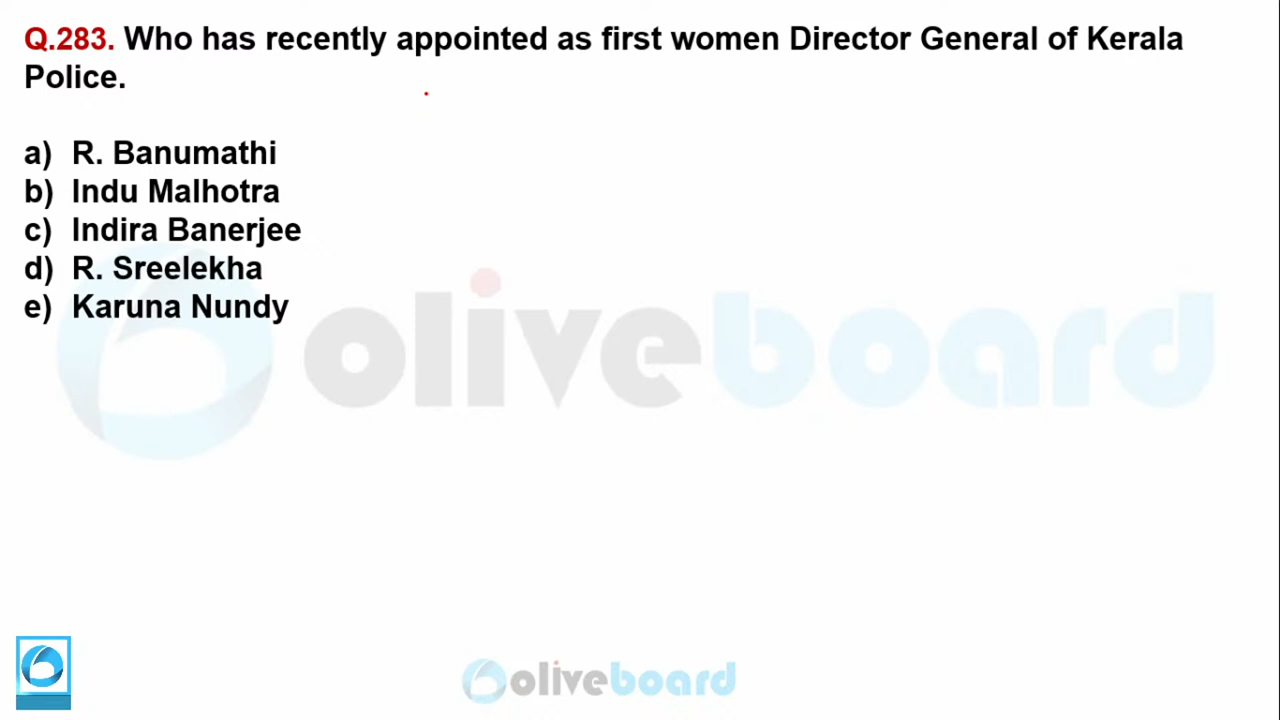 Q.283. Who has recently appointed as first women Director General of Kerala
Police.
a) R. Banumathi
b) Indu Malhotra
c) Indira Banerjee
d) R. Sreelekha
e) Karuna Nundy
oliveboard
oliveboard